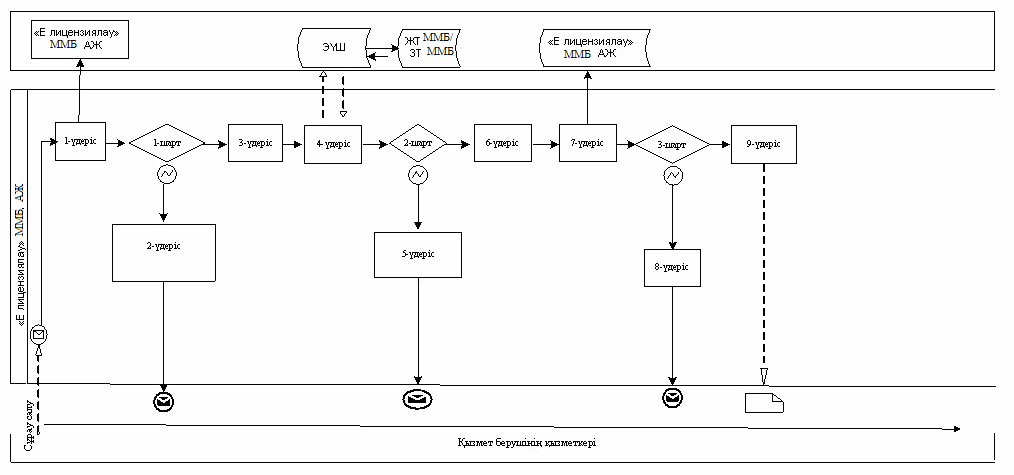 «Е лицензиялау»
ММБ АЖ
ЭҮШ
ЖТ ММБ/
ЗТ ММБ
«Е лицензиялау»
ММБ АЖ
«Е лицензиялау» ММБ, АЖ
1-үдеріс
1-шарт
3-үдеріс
4-үдеріс
2-шарт
6-үдеріс
7-үдеріс
3-шарт
9-үдеріс
2-үдеріс
5-үдеріс
8-үдеріс
Сұрау салу
Қызмет берушінің қызметкері